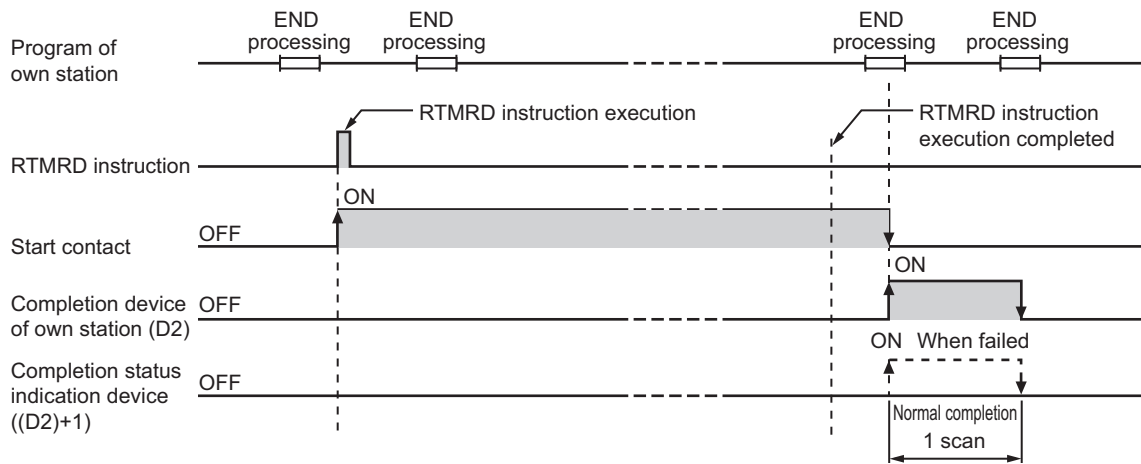 END
processing
END
processing
END
processing
END
processing
Program of
own station
RTMRD instruction execution
RTMRD instruction
execution completed
RTMRD instruction
ON
Start contact
OFF
ON
Completion device
of own station (D2)
OFF
ON When failed
Completion status
indication device
((D2)+1)
OFF
Normal completion
1 scan